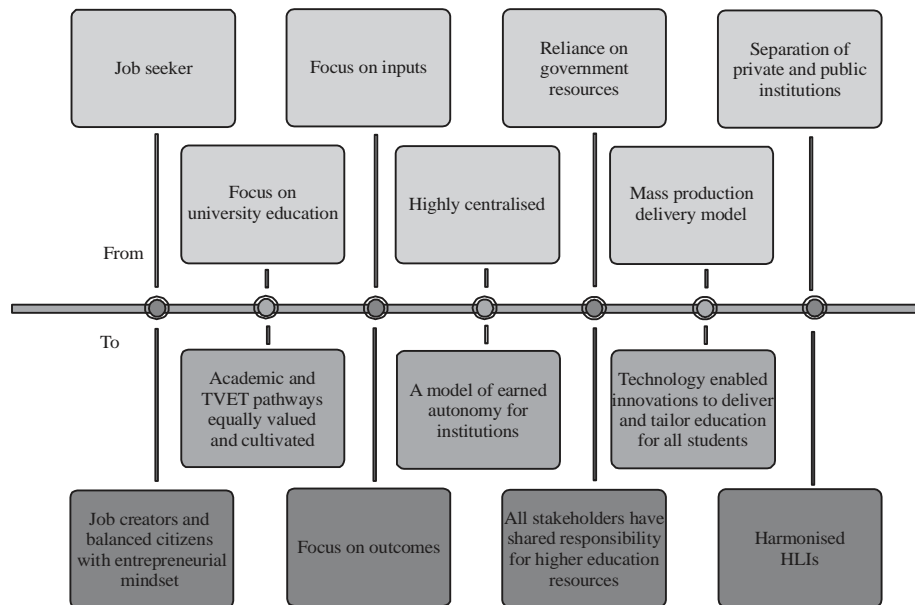 Job seeker
Focus on inputs
Reliance on
government
resources
Separation of
private and public
institutions
Focus on
university education
Highly centralised
Mass production
delivery model
From
To
Academic and
TVET pathways
equally valued
and cultivated
A model of earned
autonomy for
institutions
Technology enabled
innovations to deliver
and tailor education
for all students
Job creators and
balanced citizens
with entrepreneurial
mindset
Focus on outcomes
All stakeholders have
shared responsibility
for higher education
resources
Harmonised
HLIs